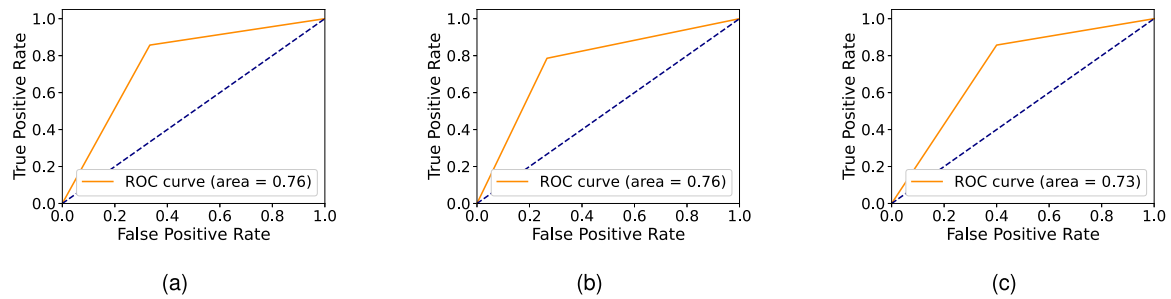 1.0
0.8
0.6
0.4
0.2
0.0
True Positive Rate
ROC curve (area = 0.76)
0.0 0.2 0.4 0.6 0.8 1.0
False Positive Rate
(a)
1.0
0.8
0.6
0.4
0.2
0.0
True Positive Rate
ROC curve (area = 0.76)
0.0 0.2 0.4 0.6 0.8 1.0
False Positive Rate
(b)
1.0
0.8
0.6
0.4
0.2
0.0
True Positive Rate
ROC curve (area = 0.73)
0.0 0.2 0.4 0.6 0.8 1.0
False Positive Rate
(c)